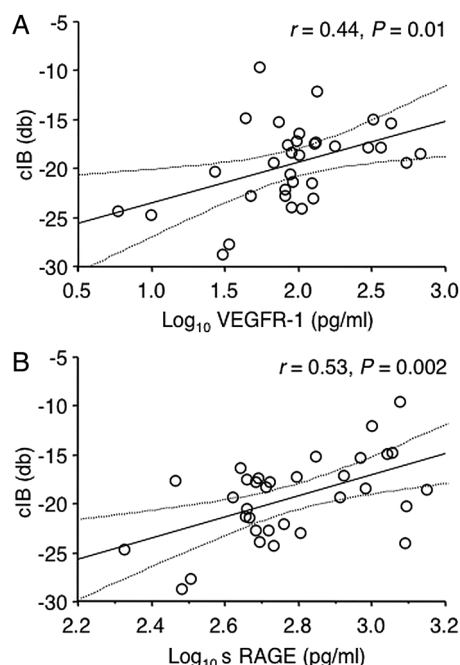 A
r = 0.44, P = 0.01
cIB (db)
-5
-10
-15
-20
-25
-30
0.5 1.0 1.5 2.0 2.5 3.0
Log10 VEGFR-1 (pg/ml)
B
r = 0.53, P = 0.002
cIB (db)
-5
-10
-15
-20
-25
-30
2.2 2.4 2.6 2.8 3.0 3.2
Log10 s RAGE (pg/ml)